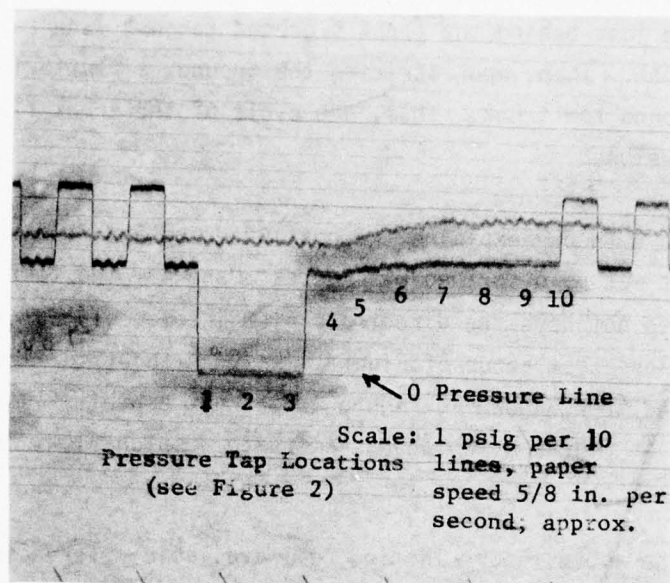 4 5 6 7 8 9 10
1 2 3
0 Pressure Line
Pressure Tap Locations
(see Figure 2)
Scale: 1 psig per 10
lines, paper
speed 5/8 in. per
second, approx.